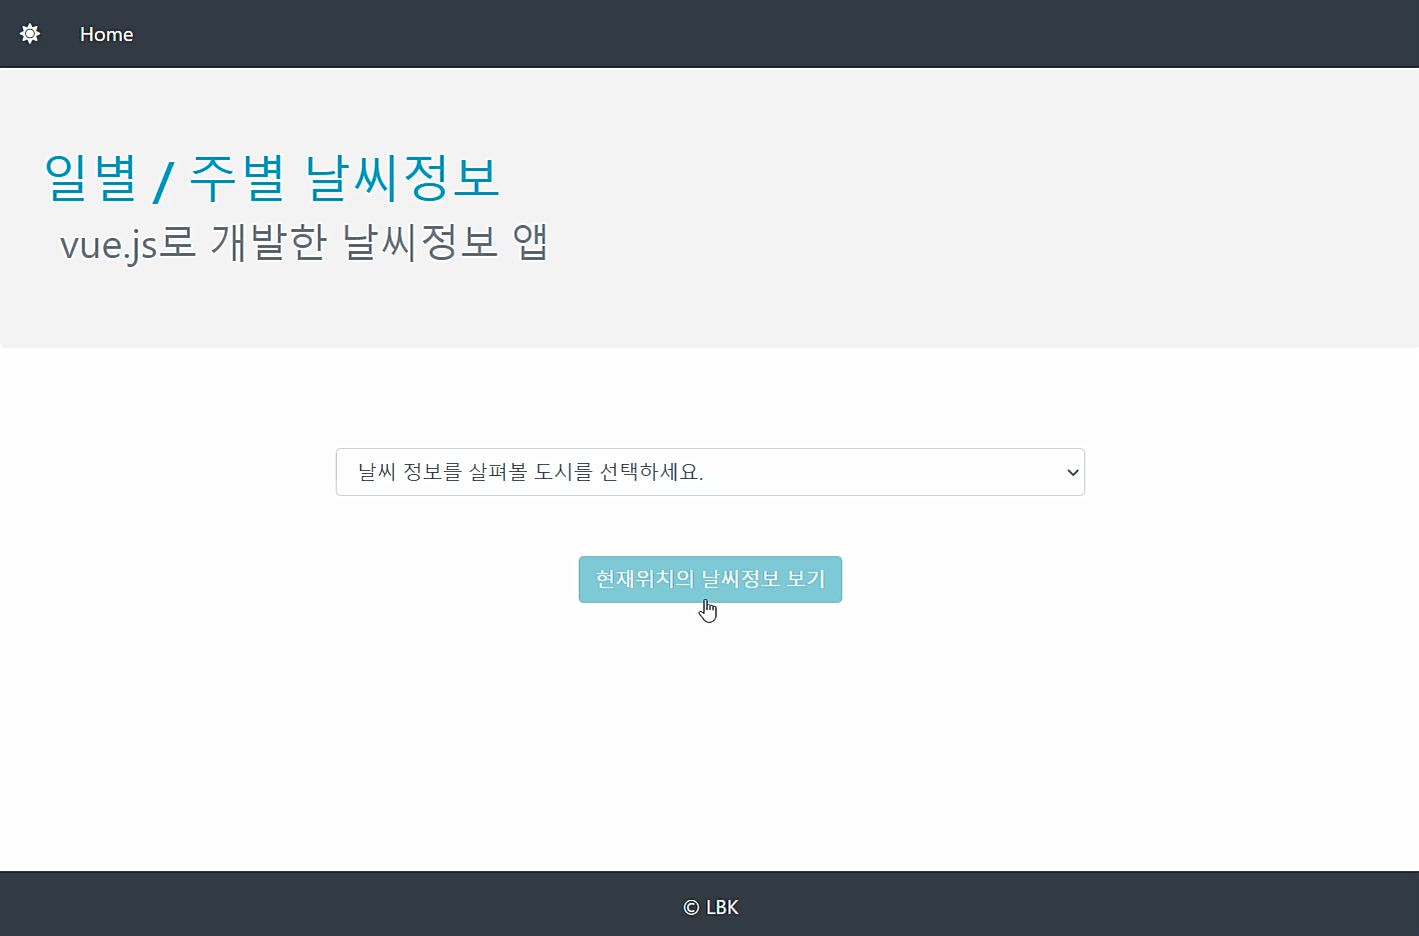 Home
일별 / 주별 날씨정보
vue.js로 개발한 날씨정보 앱
날씨 정보를 살펴볼 도시를 선택하세요.
현재위치의 날씨정보 보기
© LBK